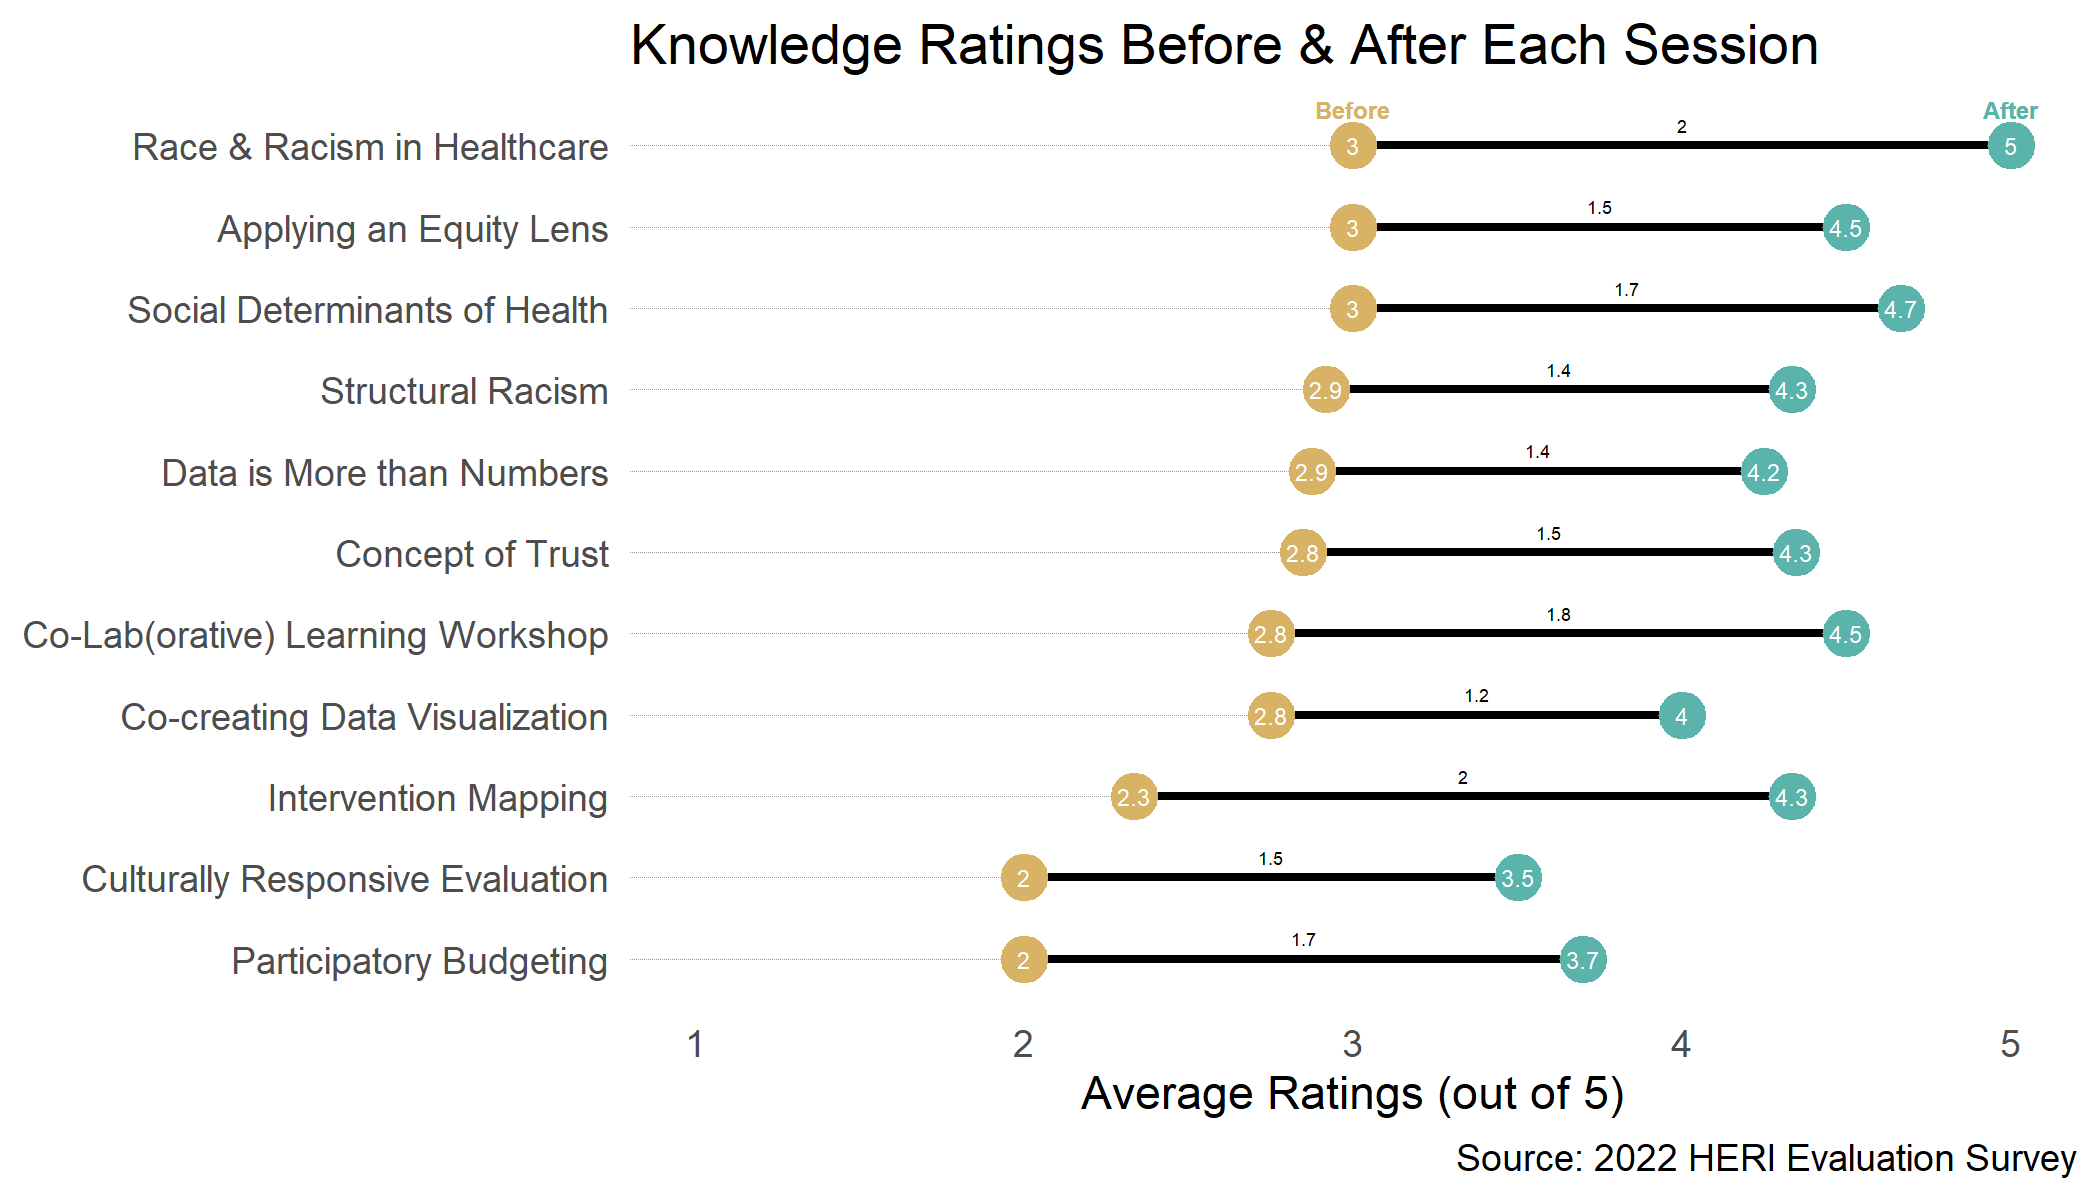 Knowledge Ratings Before & After Each Session
Before
After
Race & Racism in Healthcare
3
2
5
Applying an Equity Lens
3
1.5
4.5
Social Determinants of Health
3
1.7
4.7
Structural Racism
2.9
1.4
4.3
Data is More than Numbers
2.9
1.4
4.2
Concept of Trust
2.8
1.5
4.3
Co-Lab(orative) Learning Workshop
2.8
1.8
4.5
Co-creating Data Visualization
2.8
1.2
4
Intervention Mapping
2.3
2
4.3
Culturally Responsive Evaluation
2
1.5
3.5
Participatory Budgeting
2
1.7
3.7
1 2 3 4 5
Average Ratings (out of 5)
Source: 2022 HERI Evaluation Survey